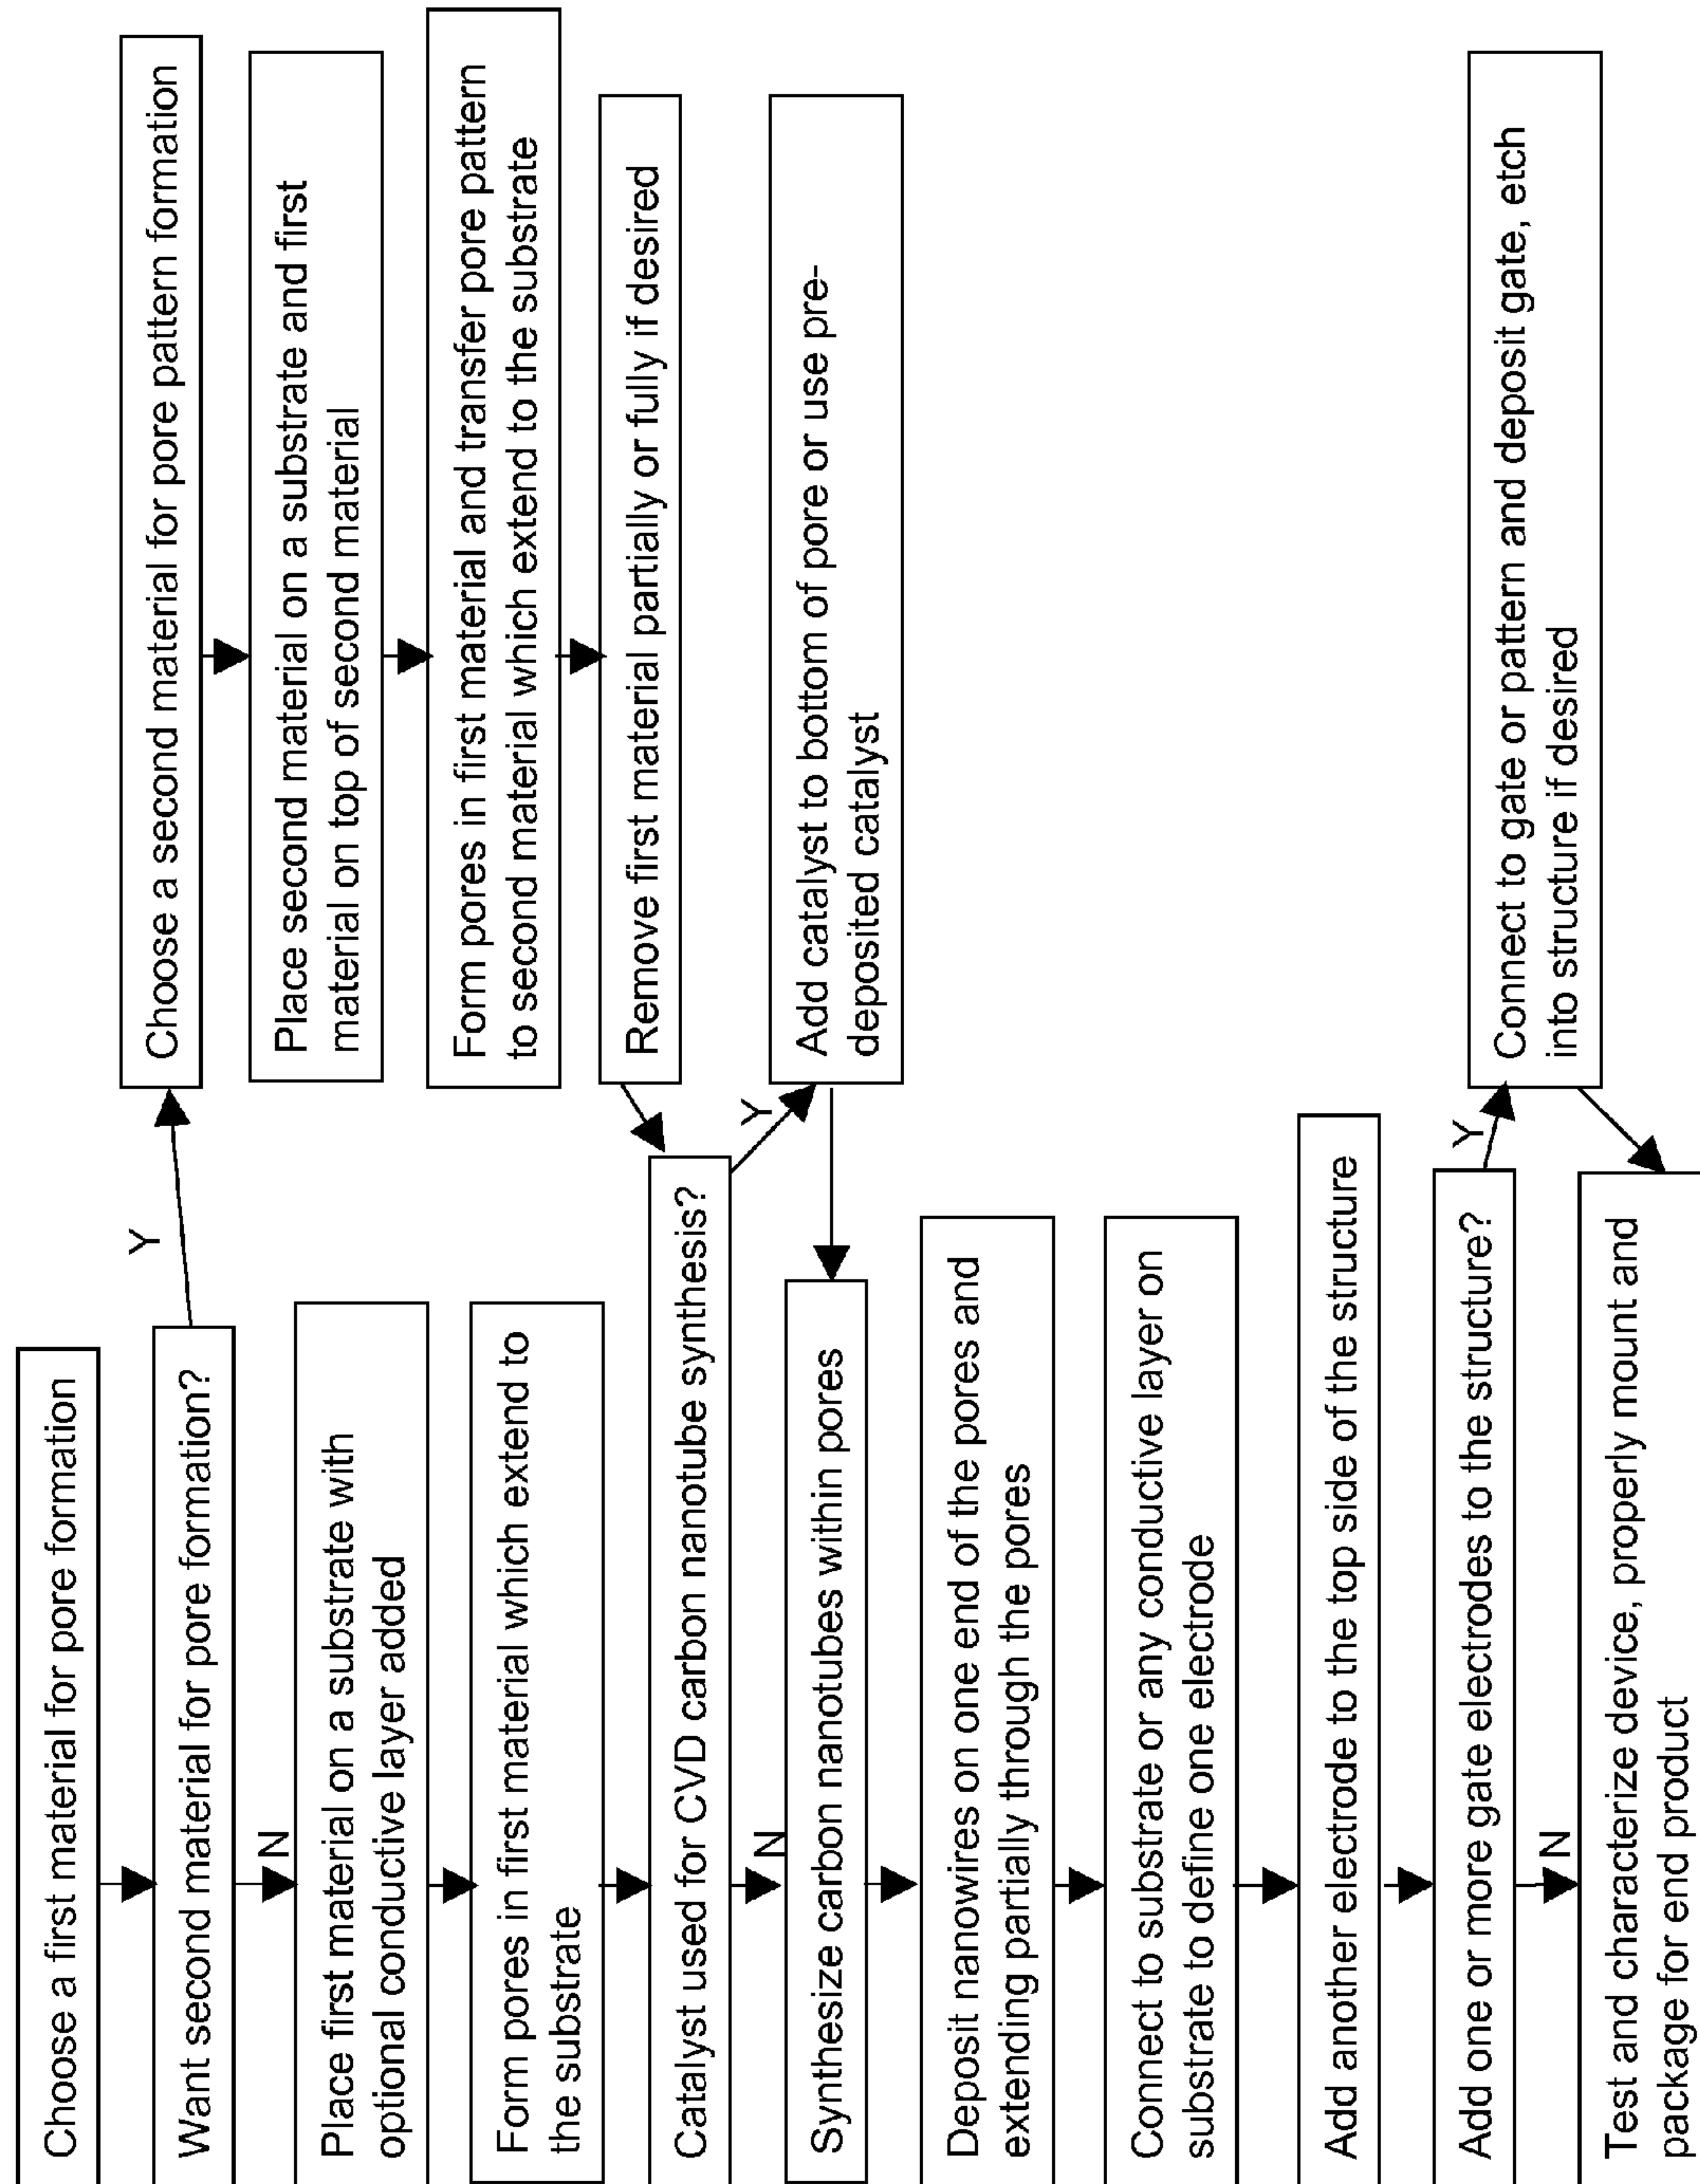 Choose a first material for pore formation
Want second material for pore formation?
Y
Choose a second material for pore pattern formation
Place second material on a substrate and first
material on top of second material
Form pores in first material and transfer pore pattern
to second material which extend to the substrate
Remove first material partially or fully if desired
N
Place first material on a substrate with
optional conductive layer added
Form pores in first material which extend to
the substrate
Catalyst used for CVD carbon nanotube synthesis?
Y
Add catalyst to bottom of pore or use pre-
deposited catalyst
N
Synthesize carbon nanotubes within pores
Deposit nanowires on one end of the pores and
extending partially through the pores
Connect to substrate or any conductive layer on
substrate to define one electrode
Add another electrode to the top side of the structure
Add one or more gate electrodes to the structure?
Y
Connect to gate or pattern and deposit gate, etch
into structure if desired
N
Test and characterize device, properly mount and
package for end product